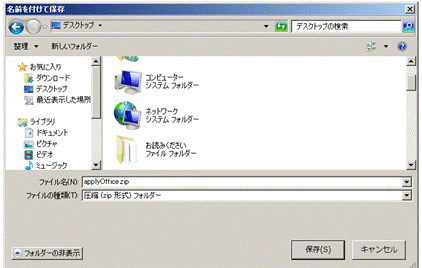 名前を付けて保存
デスクトップ
デスクトップの検索
整理
新しいフォルダー
お気に入り
ダウンロード
デスクトップ
最近表示した場所
ライブラリ
ドキュメント
ピクチャ
ビデオ
ミュージック
コンピューター
システム フォルダー
ネットワーク
システム フォルダー
お読みください
ファイル フォルダー
ファイル名(N): applyOffice.zip
ファイルの種類(T): 圧縮 (zip 形式) フォルダー
フォルダーの非表示
保存(S)
キャンセル